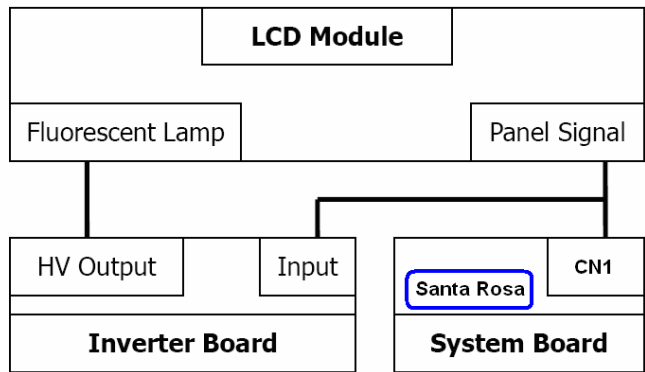 LCD Module
Fluorescent Lamp
Panel Signal
HV Output
Input
CN1
Santa Rosa
Inverter Board
System Board